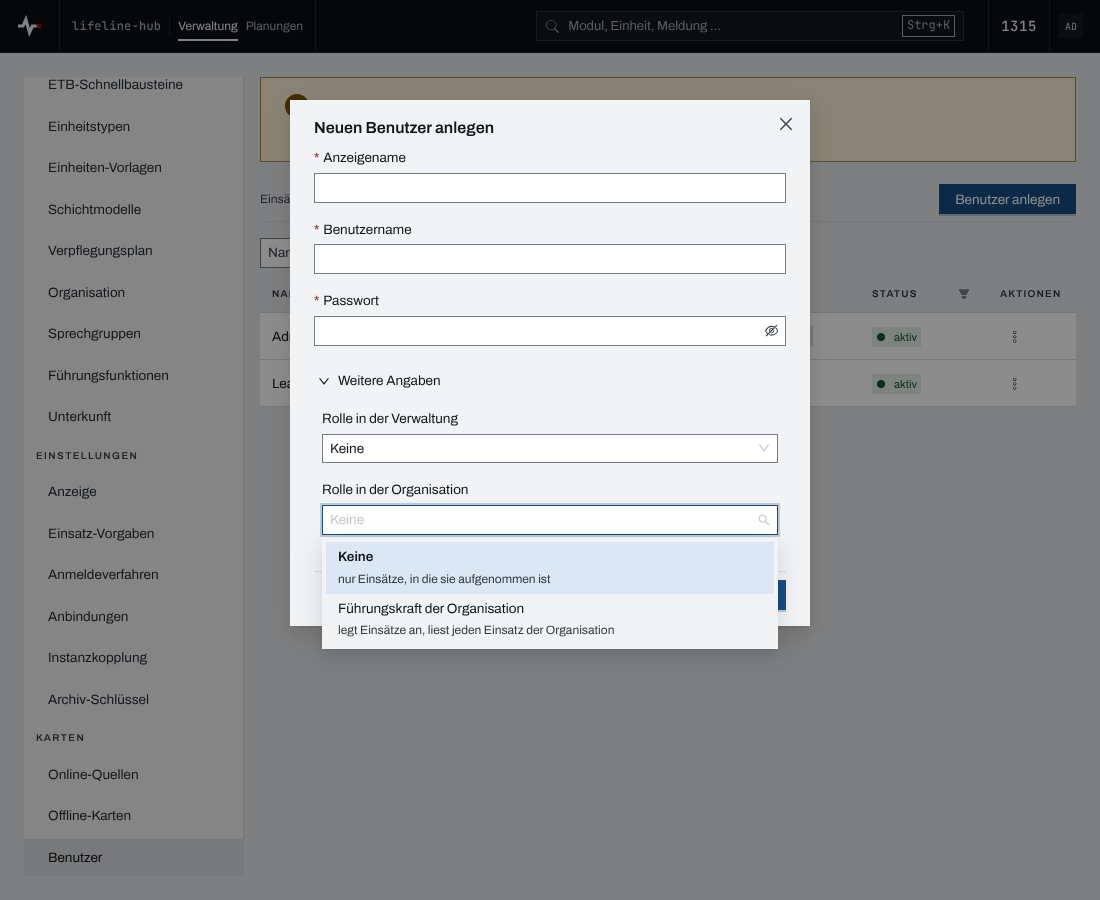 lifeline-hub
Verwaltung
Planungen
Modul, Einheit, Meldung ...
Strg+K
1315
AD
ETB-Schnellbausteine
Einheitstypen
Einheiten-Vorlagen
Schichtmodelle
Verpflegungsplan
Organisation
Sprechgruppen
Führungsfunktionen
Unterkunft
EINSTELLUNGEN
Anzeige
Einsatz-Vorgaben
Anmeldeverfahren
Anbindungen
Instanzkopplung
Archiv-Schlüssel
KARTEN
Online-Quellen
Offline-Karten
Benutzer
Benutzer anlegen
STATUS
AKTIONEN
aktiv
aktiv
Neuen Benutzer anlegen
* Anzeigename
* Benutzername
* Passwort
Weitere Angaben
Rolle in der Verwaltung
Keine
Rolle in der Organisation
Keine
Keine
nur Einsätze, in die sie aufgenommen ist
Führungskraft der Organisation
legt Einsätze an, liest jeden Einsatz der Organisation